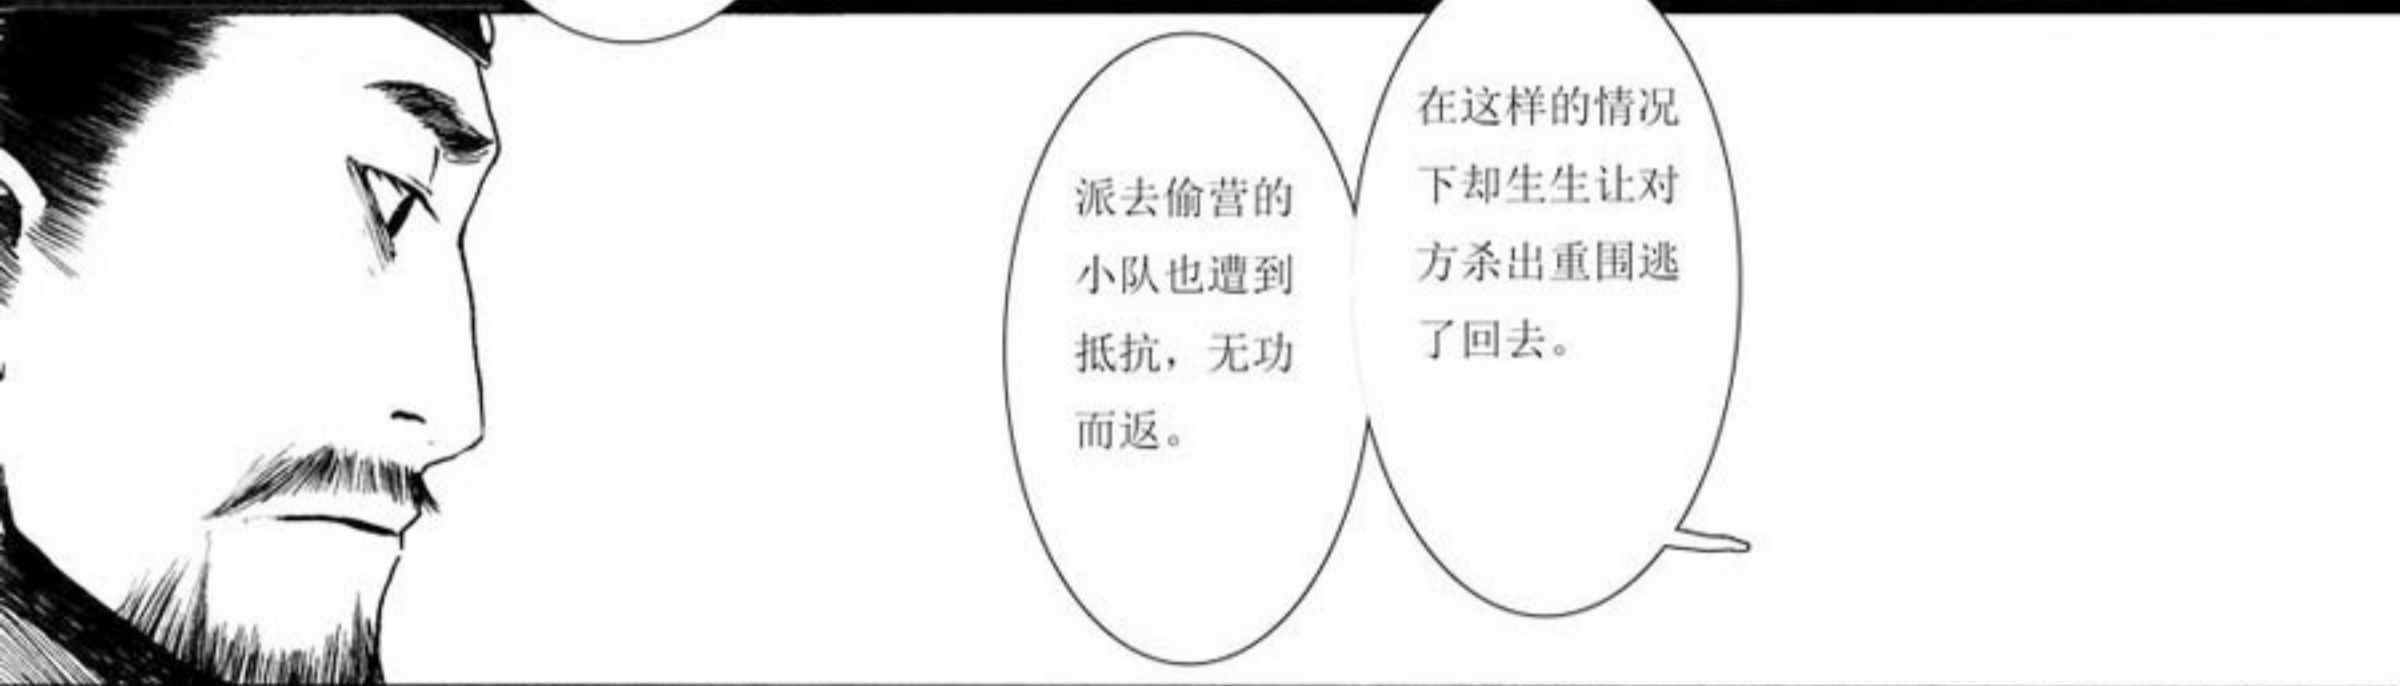 在这样的情况
下却生生让对
方杀出重围逃
了回去。
派去偷营的
小队也遭到
抵抗，无功
而返。